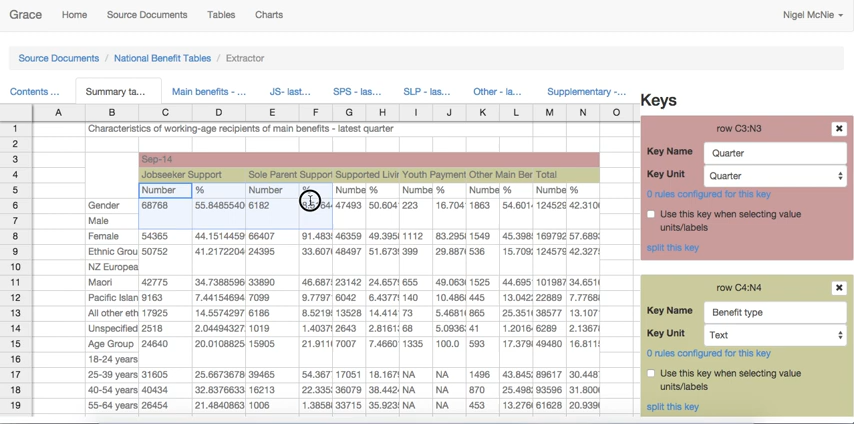 Grace Home Source Documents Tables Charts Nigel McNie
Source Documents / National Benefit Tables / Extractor
Contents ... Summary ta... Main benefits - ... JS- last... SPS - las... SLP - las... Other - la... Supplementary -...
Keys
A B C D E F G H I J K L M N O
1 Characteristics of working-age recipients of main benefits - latest quarter
2
3 Sep-14
4 Jobseeker Support Sole Parent Support Supported Livir Youth Payment Other Main Ber Total
5 Number % Number % Numbe % Numbe % Numbe % Numbe %
6 Gender 68768 55.8485540 6182 47493 50.604 223 16.704 1863 54.601 124529 42.310
7 Male
8 Female 54365 44.1514459 66407 91.483 46359 49.395 1112 83.295 1549 45.398 169792 57.689
9 Ethnic Grou 50752 41.2172204 24395 33.607 48497 51.673 399 29.887 536 15.709 124579 42.327
10 NZ Europea
11 Maori 42775 34.7388596 33890 46.687 23142 24.657 655 49.063 1525 44.695 101987 34.651
12 Pacific Islan 9163 7.44154694 7099 9.7797 6042 6.4377 140 10.486 445 13.042 22889 7.7768
13 All other eth 17925 14.5574297 6186 8.5219 13528 14.414 73 5.4681 865 25.351 38577 13.107
14 Unspecified 2518 2.04494327 1019 1.4037 2643 2.8161 68 5.0936 41 1.2016 6289 2.1367
15 Age Group 24640 20.0108825 15905 21.911 7007 7.4660 1335 100.0 593 17.379 49480 16.811
16 18-24 years
17 25-39 years 31605 25.6673678 39465 54.367 17051 18.167 NA NA 1496 43.845 89617 30.448
18 40-54 years 40434 32.8376633 16213 22.335 36079 38.442 NA NA 870 25.498 93596 31.800
19 55-64 years 26454 21.4840863 1006 1.3858 33715 35.923 NA NA 453 13.276 61628 20.939
row C3:N3 ✖
Key Name Quarter
Key Unit Quarter
0 rules configured for this key
Use this key when selecting value
units/labels
split this key
row C4:N4 ✖
Key Name Benefit type
Key Unit Text
0 rules configured for this key
Use this key when selecting value
units/labels
split this key